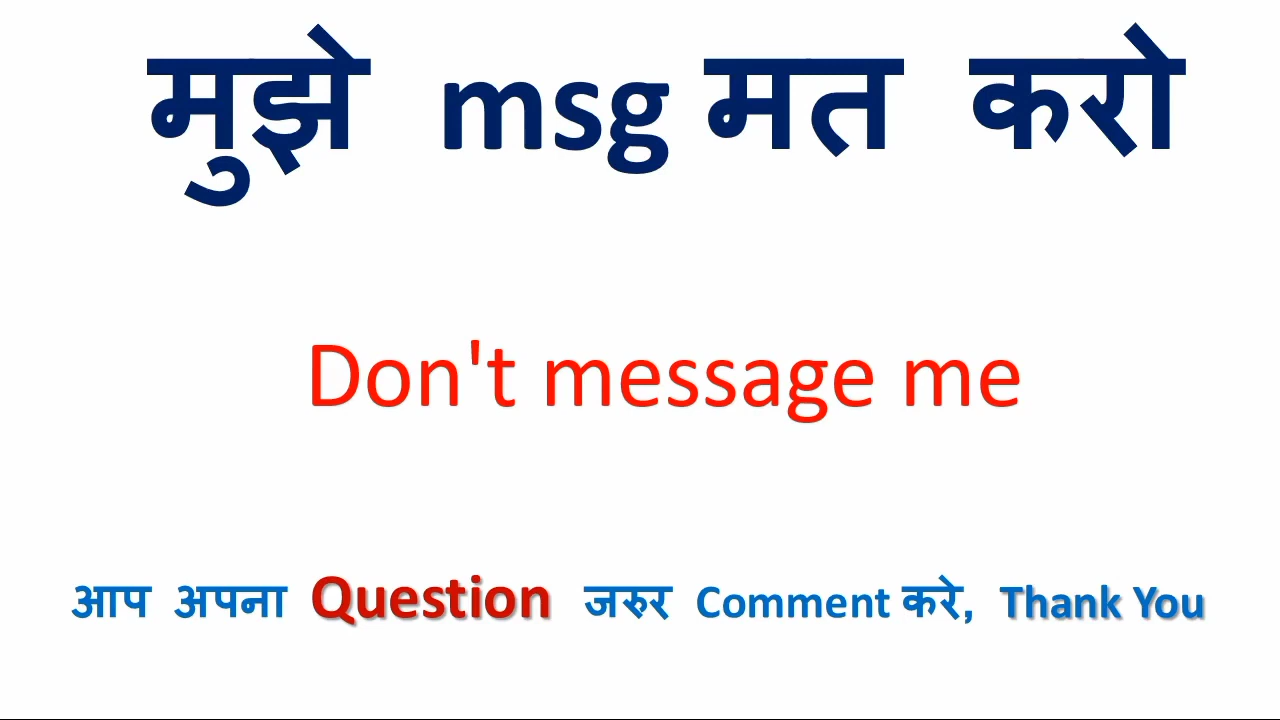 मुझे msg मत करो
Don't message me
आप अपना Question जरुर Comment करे, Thank You